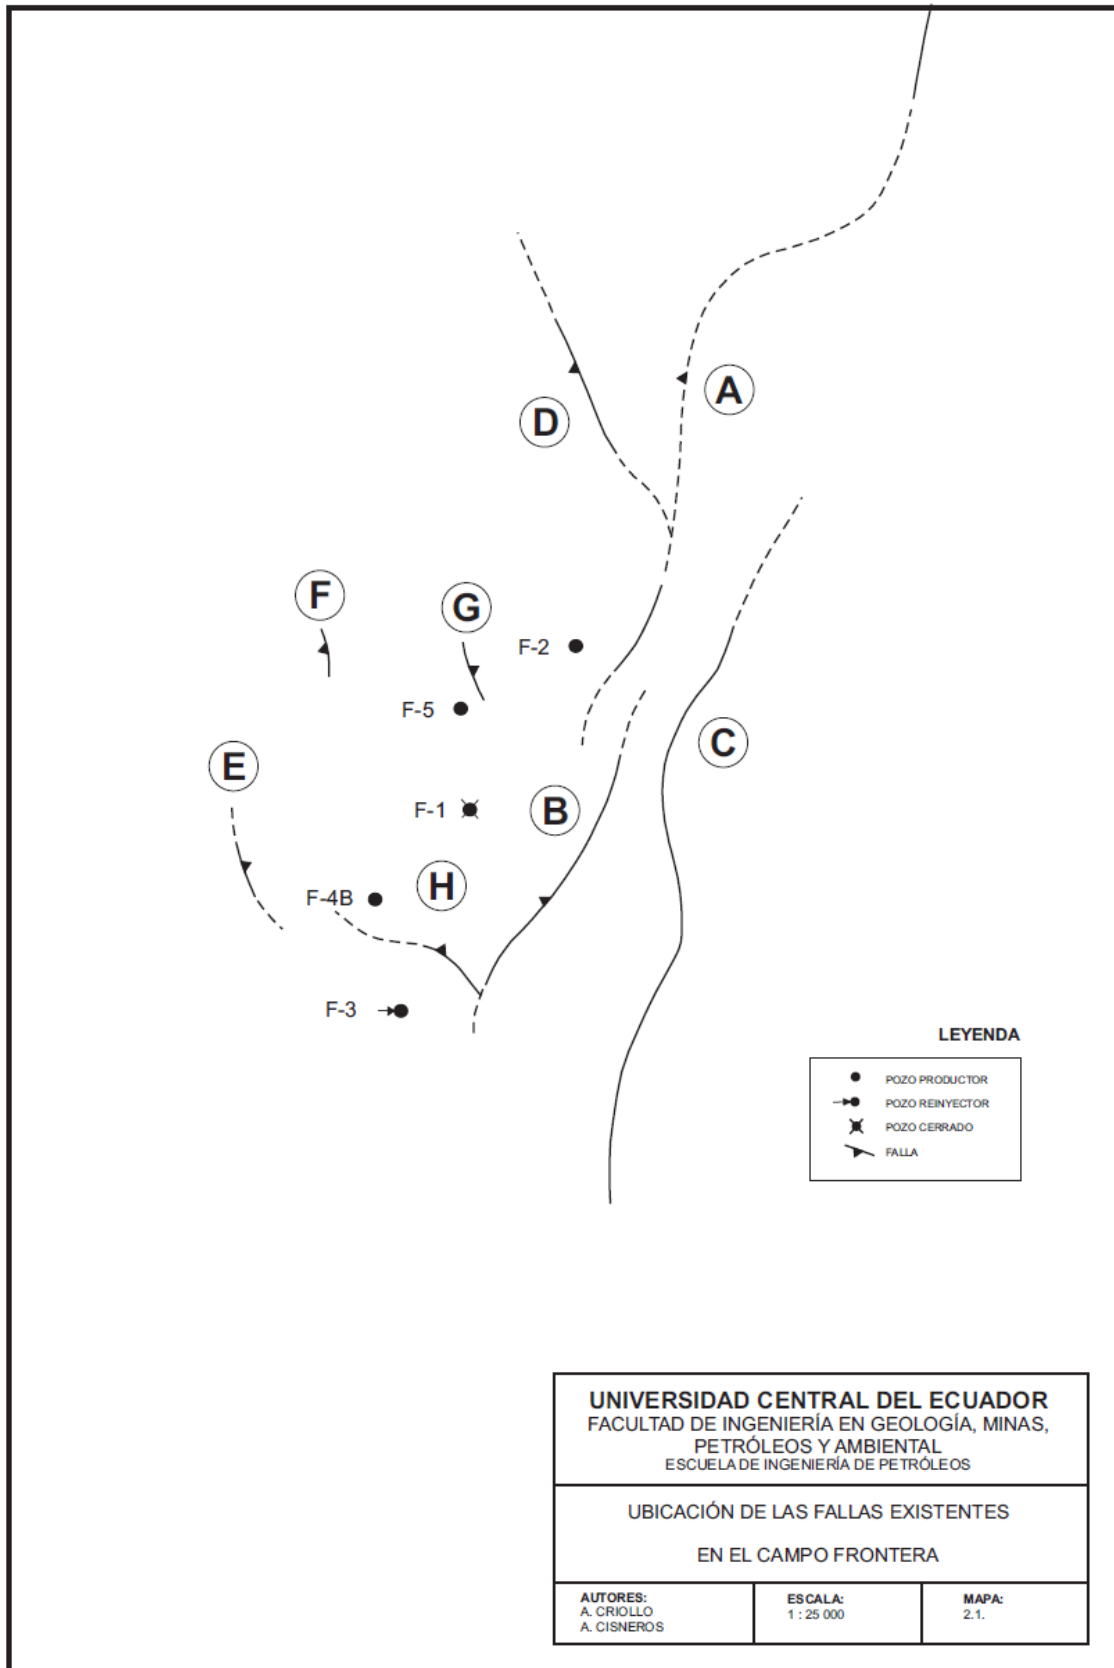 A
D
F
G
F-2
F-5
C
E
F-1
B
H
F-4B
F-3
LEYENDA
POZO PRODUCTOR
POZO REINYECTOR
POZO CERRADO
FALLA
UNIVERSIDAD CENTRAL DEL ECUADOR
FACULTAD DE INGENIERÍA EN GEOLOGÍA, MINAS,
PETRÓLEOS Y AMBIENTAL
ESCUELA DE INGENIERÍA DE PETRÓLEOS
UBICACIÓN DE LAS FALLAS EXISTENTES
EN EL CAMPO FRONTERA
AUTORES:
A. CRIOLLO
A. CISNEROS
ESCALA:
1 : 25 000
MAPA:
2.1.